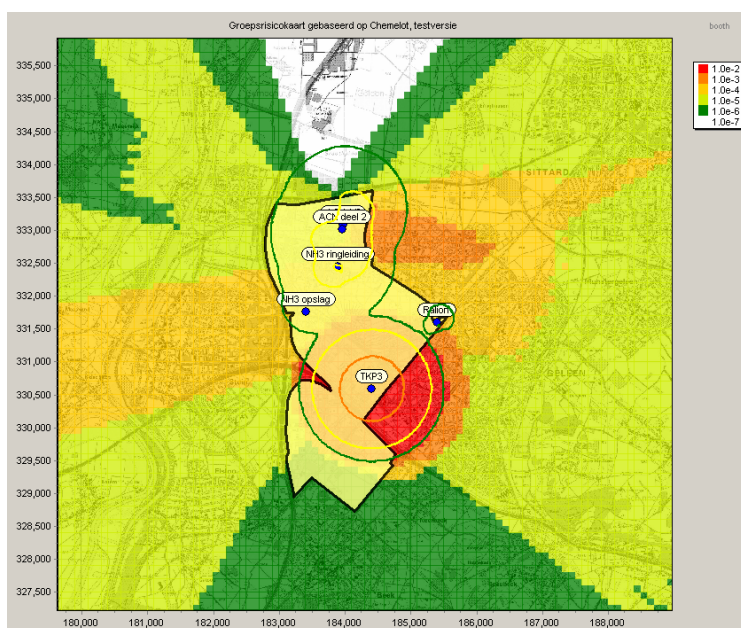 Groepsrisicokaart gebaseerd op Chemelot, testversie
booth
335,500
335,000
334,500
334,000
333,500
333,000
332,500
332,000
331,500
331,000
330,500
330,000
329,500
329,000
328,500
328,000
327,500
1.0e-2
1.0e-3
1.0e-4
1.0e-5
1.0e-6
1.0e-7
SITTARD
ACN deel 2
NH3 ringleiding
NH3 opslag
TKP3
GELEEN
Beek
180,000 181,000 182,000 183,000 184,000 185,000 186,000 187,000 188,000